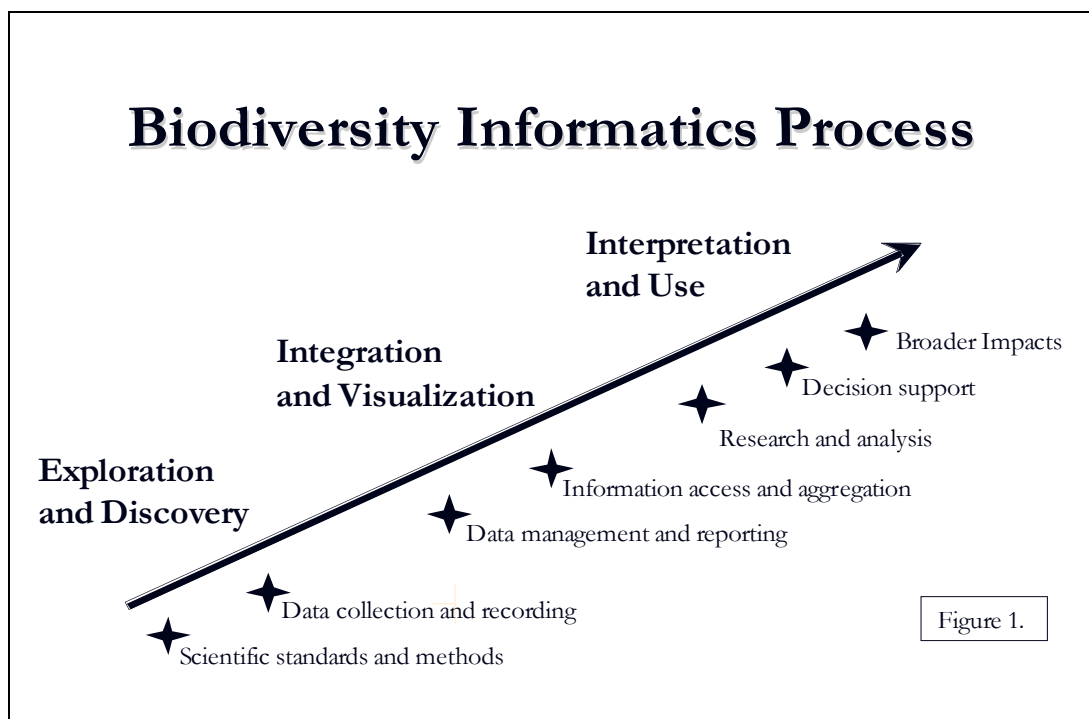 Biodiversity Informatics Process
Interpretation
and Use
Integration
and Visualization
Exploration
and Discovery
Broader Impacts
Decision support
Research and analysis
Information access and aggregation
Data management and reporting
Data collection and recording
Scientific standards and methods
Figure 1.